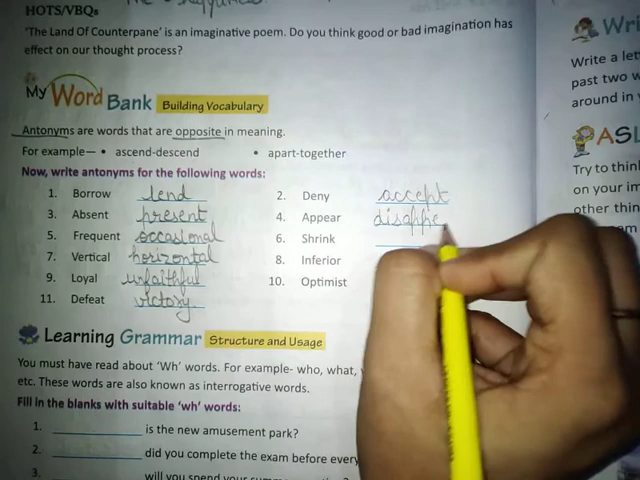 HOTS/VBQs
'The Land Of Counterpane' is an imaginative poem. Do you think good or bad imagination has
effect on our thought process?
My Word Bank Building Vocabulary
Antonyms are words that are opposite in meaning.
For example— • ascend-descend • apart-together
Now, write antonyms for the following words:
1. Borrow lend 2. Deny accept
3. Absent present 4. Appear disappe
5. Frequent occasional 6. Shrink
7. Vertical horizontal 8. Inferior
9. Loyal unfaithful 10. Optimist
11. Defeat victory
Learning Grammar Structure and Usage
You must have read about 'Wh' words. For example- who, what,
etc. These words are also known as interrogative words.
Fill in the blanks with suitable 'wh' words:
1. is the new amusement park?
2. did you complete the exam before every
3. will you spend your
Wri
Write a let
past two w
around in
ASL
Try to think
on your im
other thin